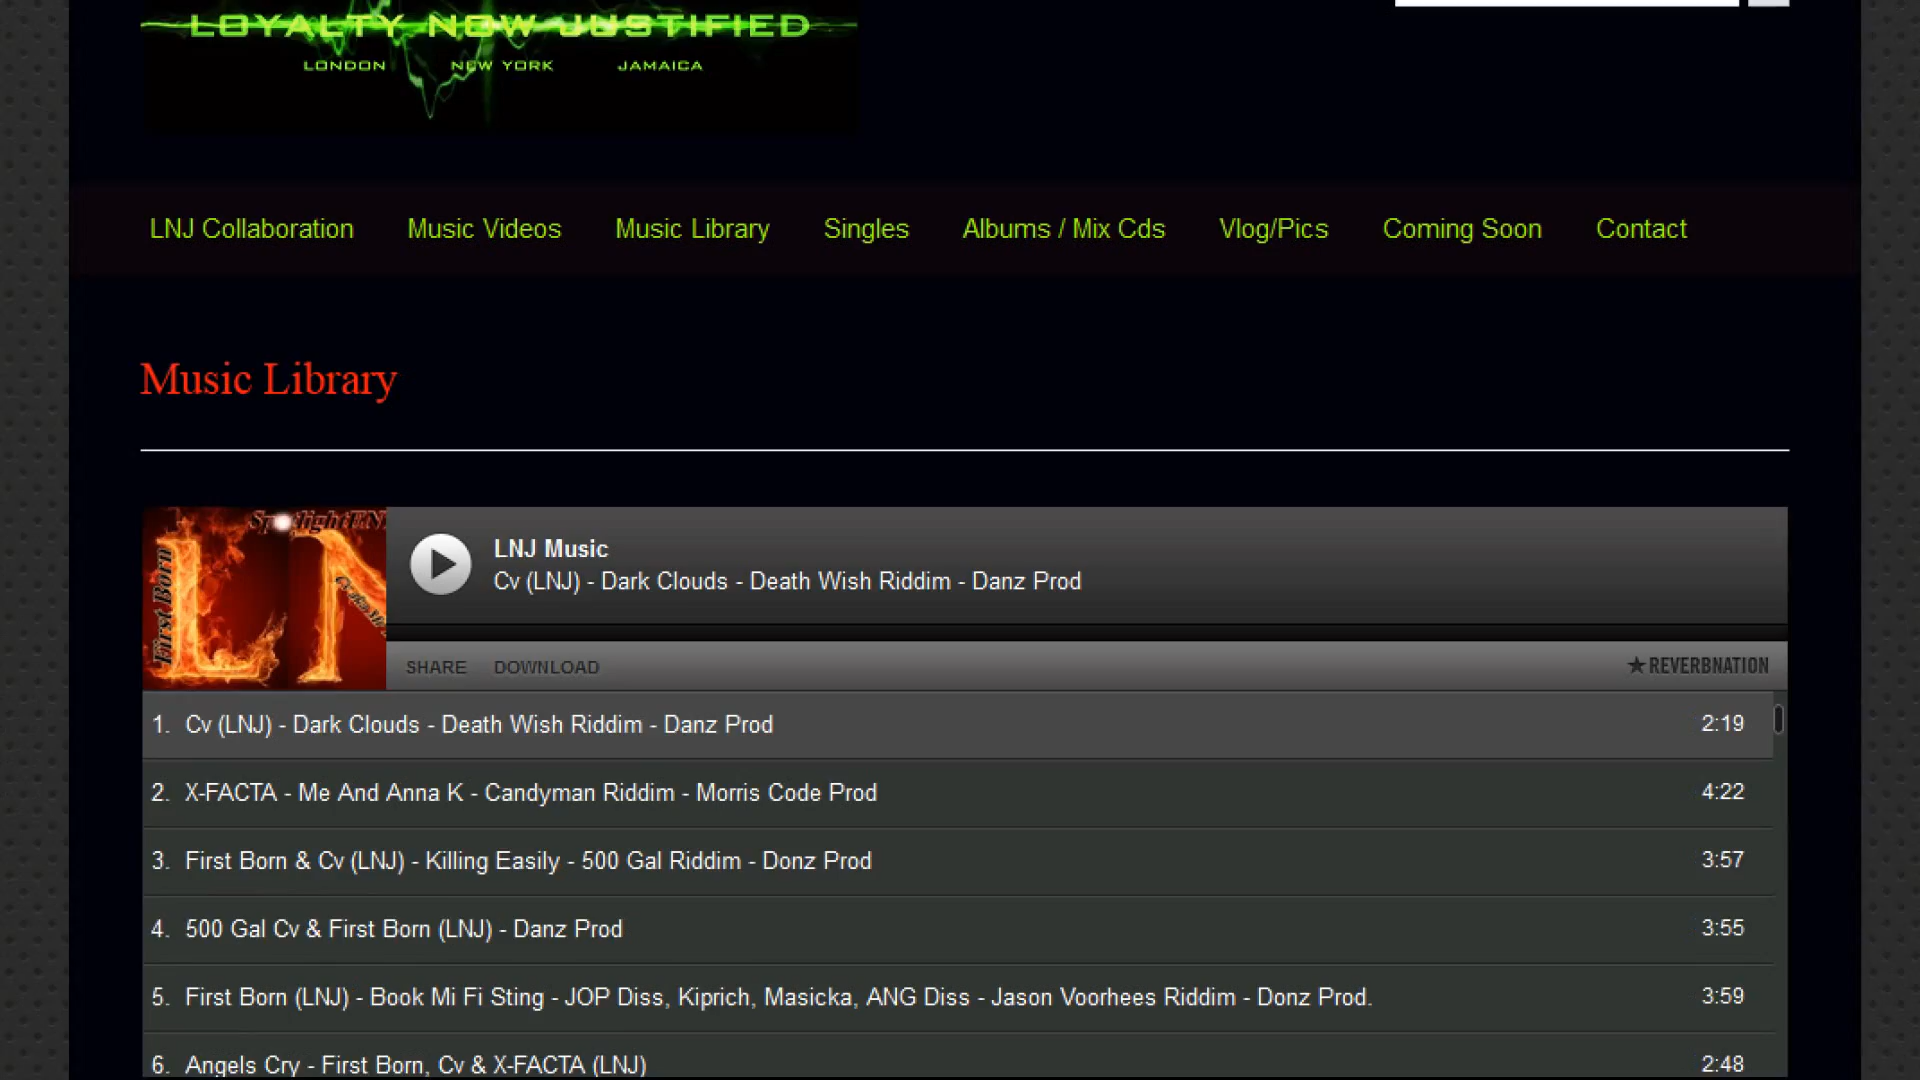 LOYALTY NOW JUSTIFIED
LONDON NEW YORK JAMAICA
LNJ Collaboration Music Videos Music Library Singles Albums / Mix Cds Vlog/Pics Coming Soon Contact
Music Library
First Born
LN
LNJ Music
Cv (LNJ) - Dark Clouds - Death Wish Riddim - Danz Prod
SHARE DOWNLOAD
REVERBNATION
1. Cv (LNJ) - Dark Clouds - Death Wish Riddim - Danz Prod 2:19
2. X-FACTA - Me And Anna K - Candyman Riddim - Morris Code Prod 4:22
3. First Born & Cv (LNJ) - Killing Easily - 500 Gal Riddim - Donz Prod 3:57
4. 500 Gal Cv & First Born (LNJ) - Danz Prod 3:55
5. First Born (LNJ) - Book Mi Fi Sting - JOP Diss, Kiprich, Masicka, ANG Diss - Jason Voorhees Riddim - Donz Prod. 3:59
6. Angels Cry - First Born, Cv & X-FACTA (LNJ) 2:48